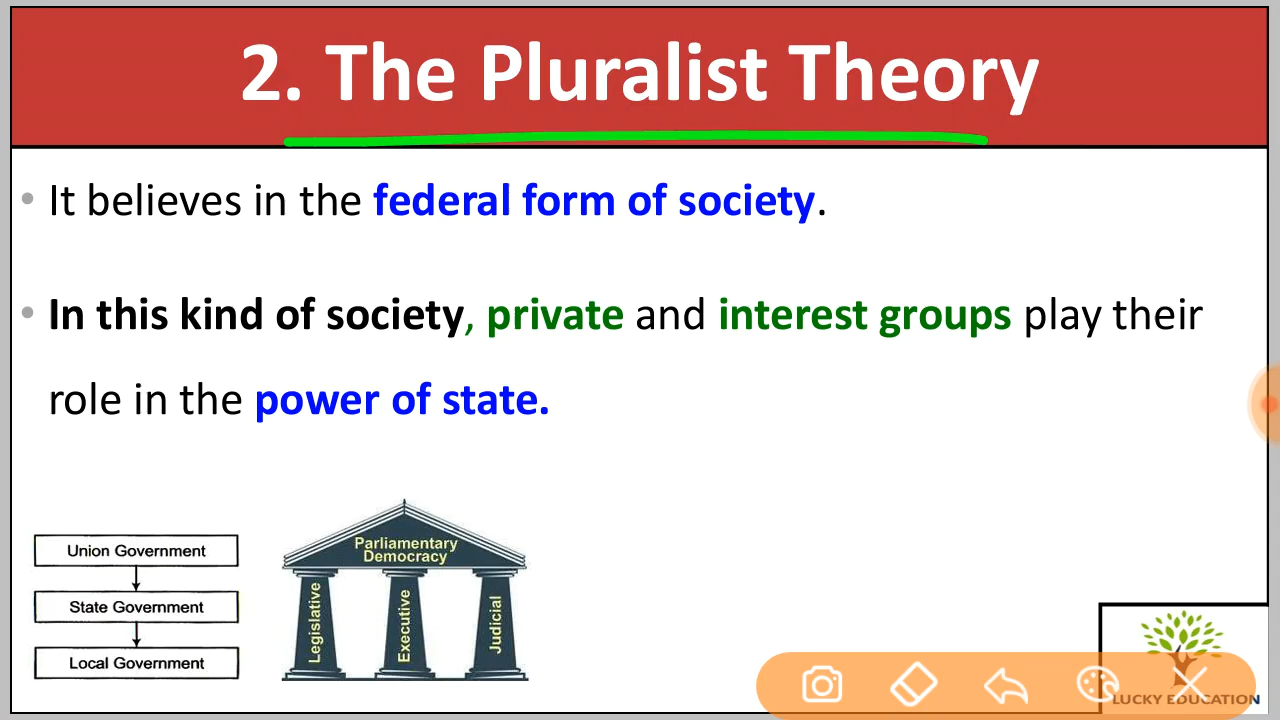 2. The Pluralist Theory
• It believes in the federal form of society.
• In this kind of society, private and interest groups play their
role in the power of state.
Union Government
State Government
Local Government
Parliamentary
Democracy
Legislative
Executive
Judicial
LUCKY EDUCATION